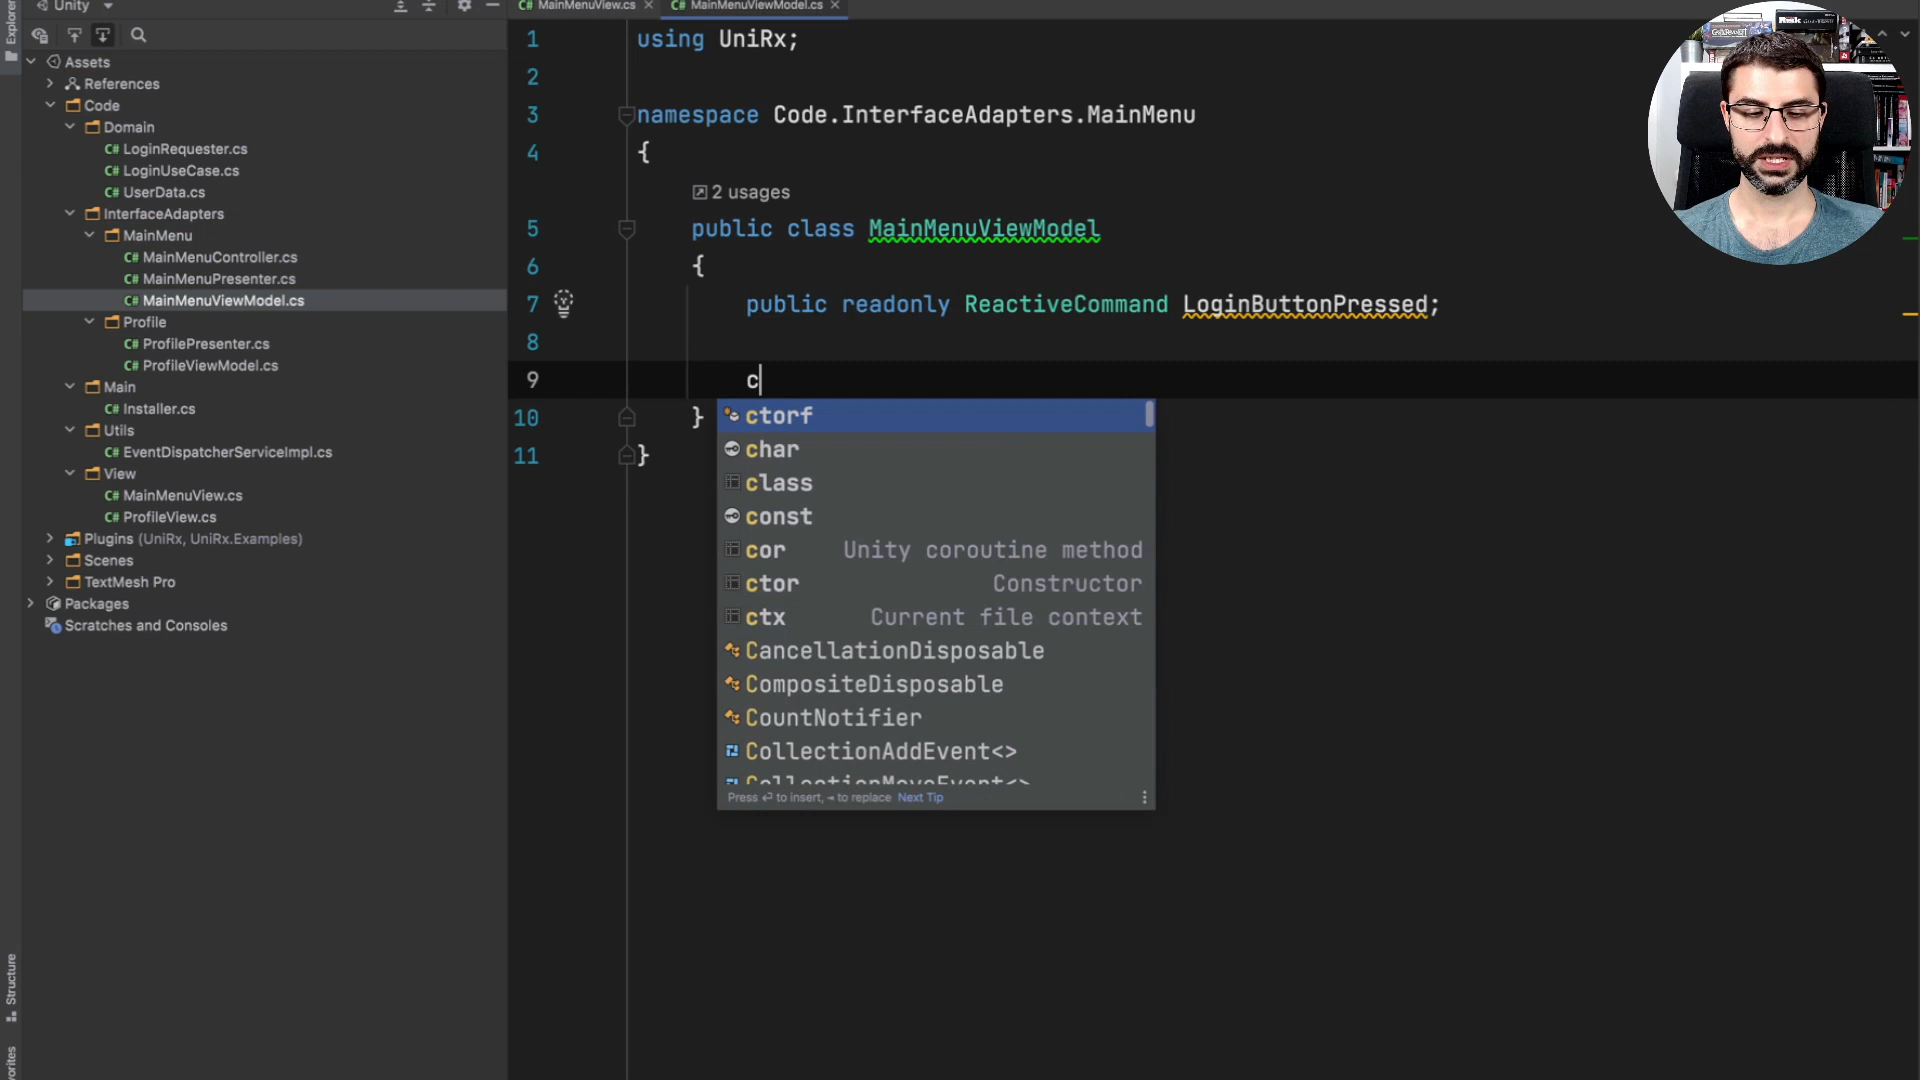 Unity
MainMenuView.cs
MainMenuViewModel.cs
Explorer
Assets
References
Code
Domain
C# LoginRequester.cs
C# LoginUseCase.cs
C# UserData.cs
InterfaceAdapters
MainMenu
C# MainMenuController.cs
C# MainMenuPresenter.cs
C# MainMenuViewModel.cs
Profile
C# ProfilePresenter.cs
C# ProfileViewModel.cs
Main
C# Installer.cs
Utils
C# EventDispatcherServiceImpl.cs
View
C# MainMenuView.cs
C# ProfileView.cs
Plugins (UniRx, UniRx.Examples)
Scenes
TextMesh Pro
Packages
Scratches and Consoles
Structure
1 using UniRx;
2
3 namespace Code.InterfaceAdapters.MainMenu
4 {
2 usages
5 public class MainMenuViewModel
6 {
7 public readonly ReactiveCommand LoginButtonPressed;
8
9 c
10 }
11 }
ctorf
char
class
const
cor Unity coroutine method
ctor Constructor
ctx Current file context
CancellationDisposable
CompositeDisposable
CountNotifier
CollectionAddEvent<>
CollectionMoveEvent<>
Press ↵ to insert, ⇥ to replace Next Tip
Risk